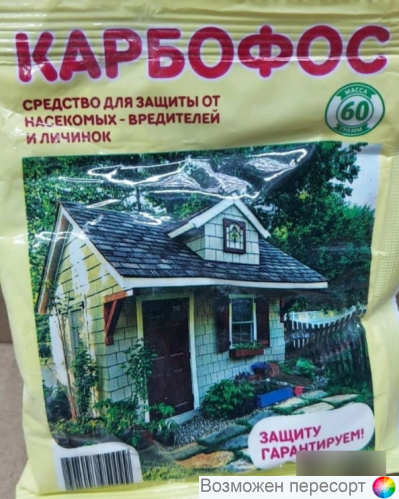 КАРБОФОС
СРЕДСТВО ДЛЯ ЗАЩИТЫ ОТ
НАСЕКОМЫХ - ВРЕДИТЕЛЕЙ
И ЛИЧИНОК
МАССА
60
ГРАММ
ЗАЩИТУ
ГАРАНТИРУЕМ!
Возможен пересорт